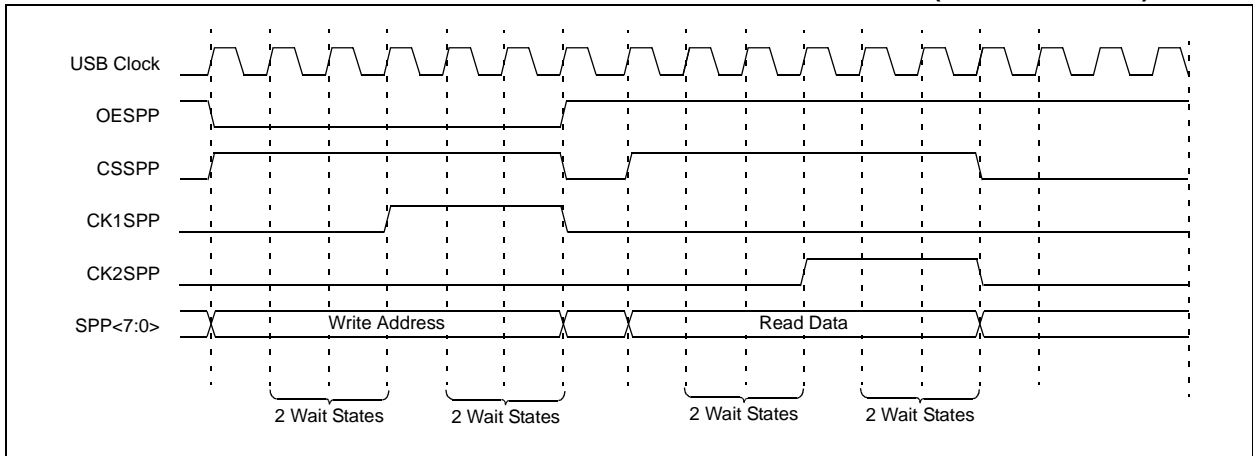 USB Clock
OESPP
CSSPP
CK1SPP
CK2SPP
SPP<7:0> Write Address Read Data
2 Wait States 2 Wait States 2 Wait States 2 Wait States